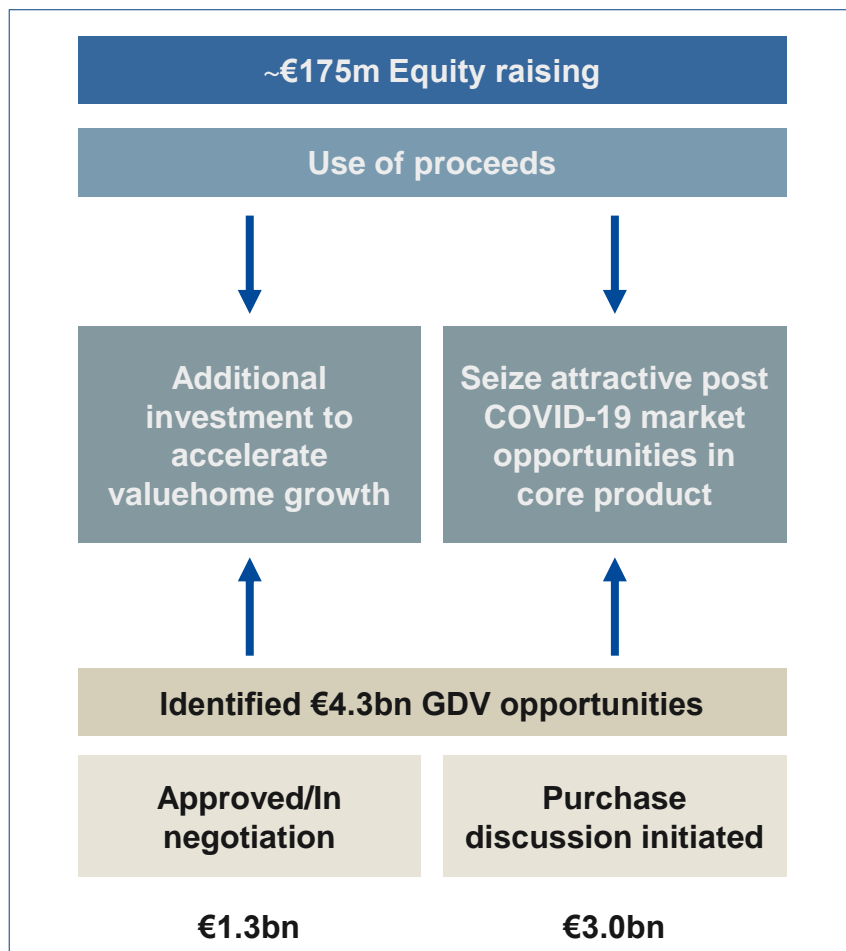 ~€175m Equity raising
Use of proceeds
Additional
investment to
accelerate
valuehome growth
Seize attractive post
COVID-19 market
opportunities in
core product
Identified €4.3bn GDV opportunities
Approved/In
negotiation
Purchase
discussion initiated
€1.3bn
€3.0bn